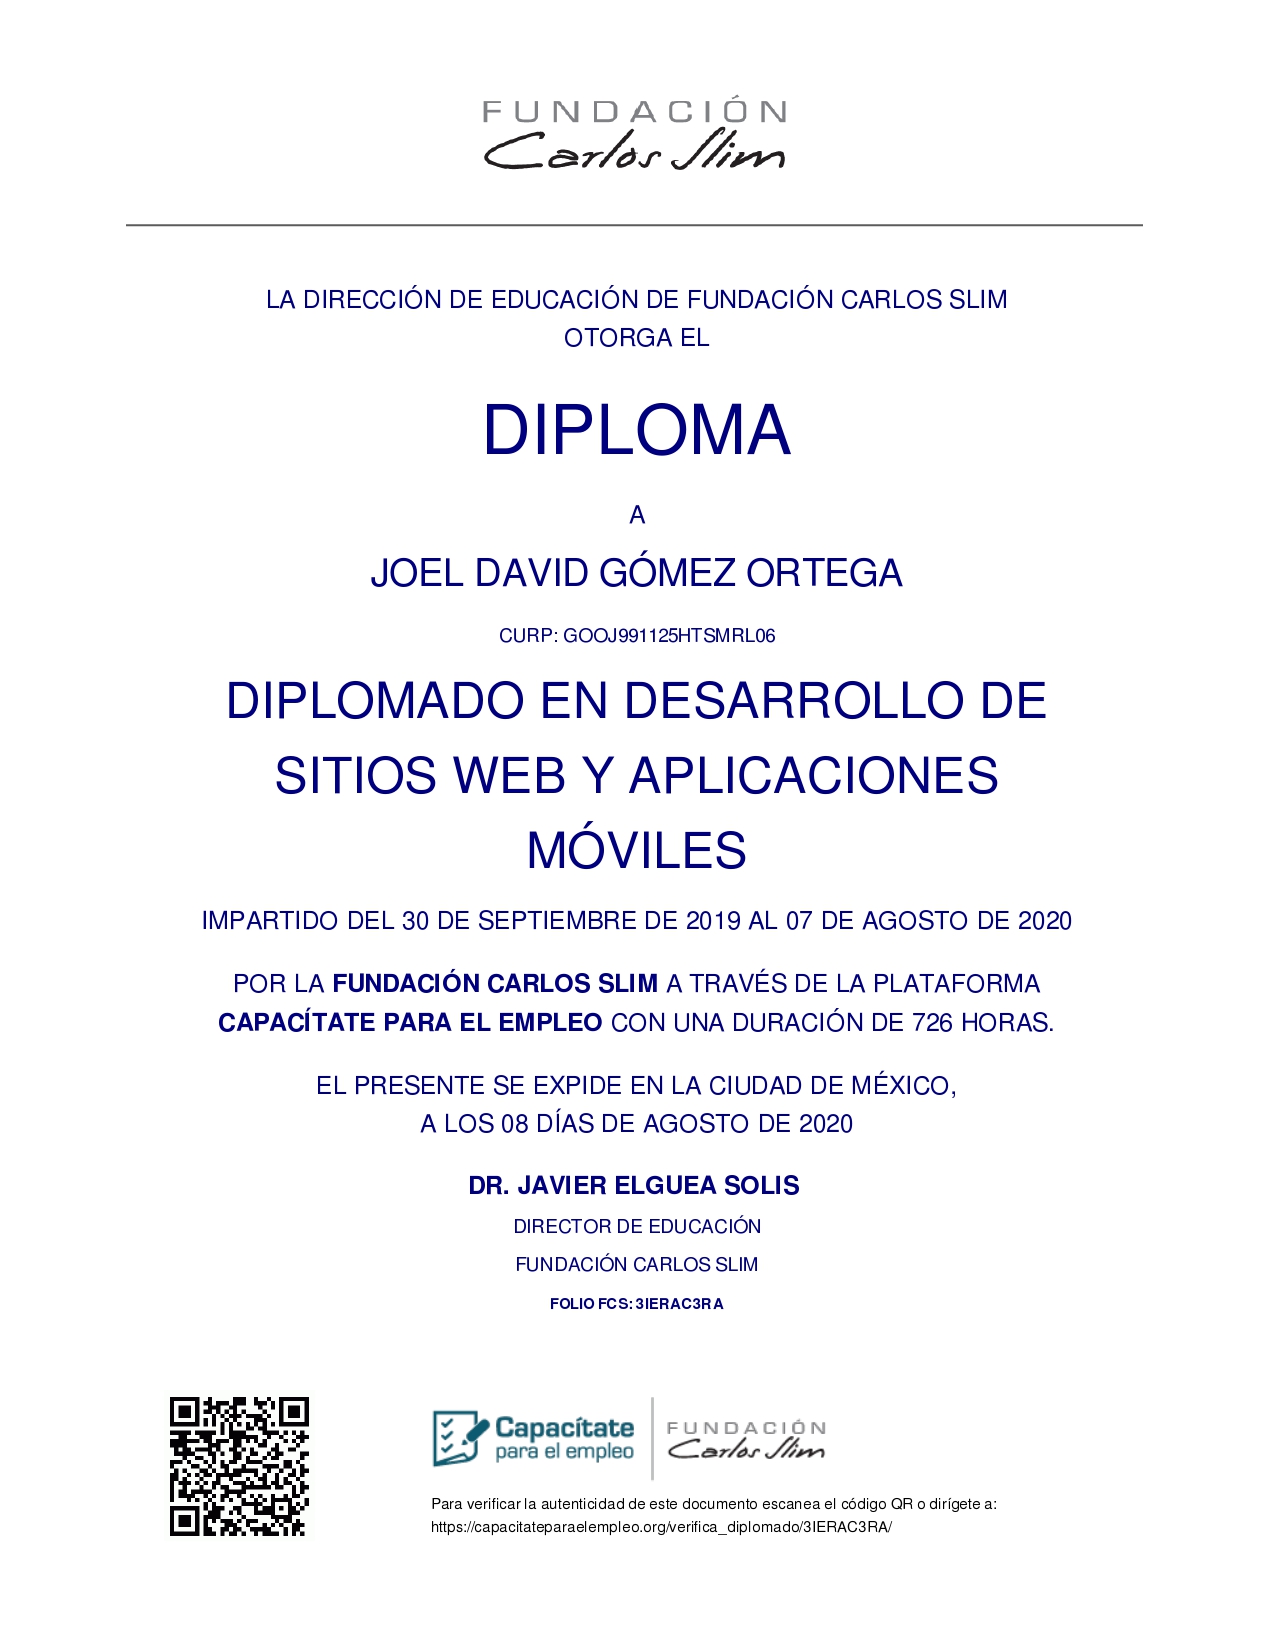 FUNDACIÓN
Carlos Slim
LA DIRECCIÓN DE EDUCACIÓN DE FUNDACIÓN CARLOS SLIM
OTORGA EL
DIPLOMA
A
JOEL DAVID GÓMEZ ORTEGA
CURP: GOOJ991125HTSMRL06
DIPLOMADO EN DESARROLLO DE
SITIOS WEB Y APLICACIONES
MÓVILES
IMPARTIDO DEL 30 DE SEPTIEMBRE DE 2019 AL 07 DE AGOSTO DE 2020
POR LA FUNDACIÓN CARLOS SLIM A TRAVÉS DE LA PLATAFORMA
CAPACÍTATE PARA EL EMPLEO CON UNA DURACIÓN DE 726 HORAS.
EL PRESENTE SE EXPIDE EN LA CIUDAD DE MÉXICO,
A LOS 08 DÍAS DE AGOSTO DE 2020
DR. JAVIER ELGUEA SOLIS
DIRECTOR DE EDUCACIÓN
FUNDACIÓN CARLOS SLIM
FOLIO FCS: 3IERAC3RA
Capacítate
para el empleo
FUNDACIÓN
Carlos Slim
Para verificar la autenticidad de este documento escanea el código QR o dirígete a:
https://capacitateparaelempleo.org/verifica_diplomado/3IERAC3RA/